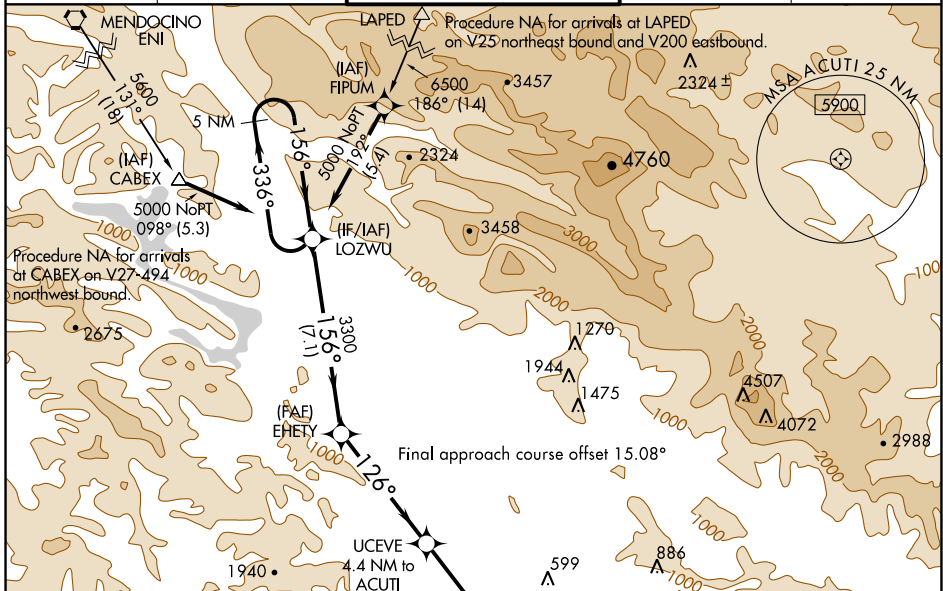 MENDOCINO
ENI
LAPED
Procedure NA for arrivals at LAPED
on V25 northeast bound and V200 eastbound.
5600
131°
(18)
(IAF)
FIPUM
6500
186° (14)
3457
2324 ±
MSA ACUTI 25 NM
5900
5 NM
156°
336°
5000 NoPT
192°
(5.4)
2324
4760
(IAF)
CABEX
5000 NoPT
098° (5.3)
1000
(IF/IAF)
LOZWU
3458
3000
Procedure NA for arrivals
at CABEX on V27-494
northwest bound.
1000
1000
2000
1000
2675
3300
156°
(7.1)
1270
1944
1475
2000
4507
4072
1000
2988
(FAF)
EHETY
1000
126°
Final approach course offset 15.08°
2000
1000
UCEVE
4.4 NM to
ACUTI
1940
599
886
1000